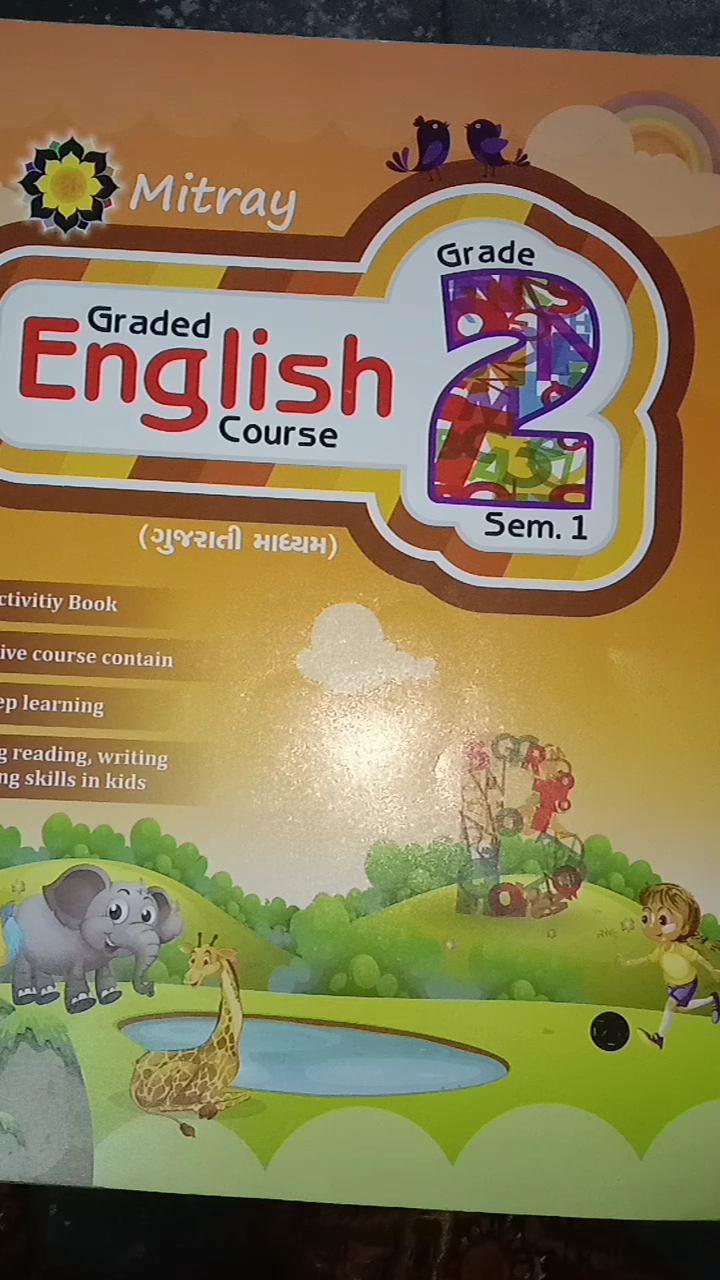 Mitray
Grade
2
Sem. 1
Graded
English
Course
(ગુજરાતી માધ્યમ)
ctivitiy Book
ive course contain
ep learning
g reading, writing
ng skills in kids